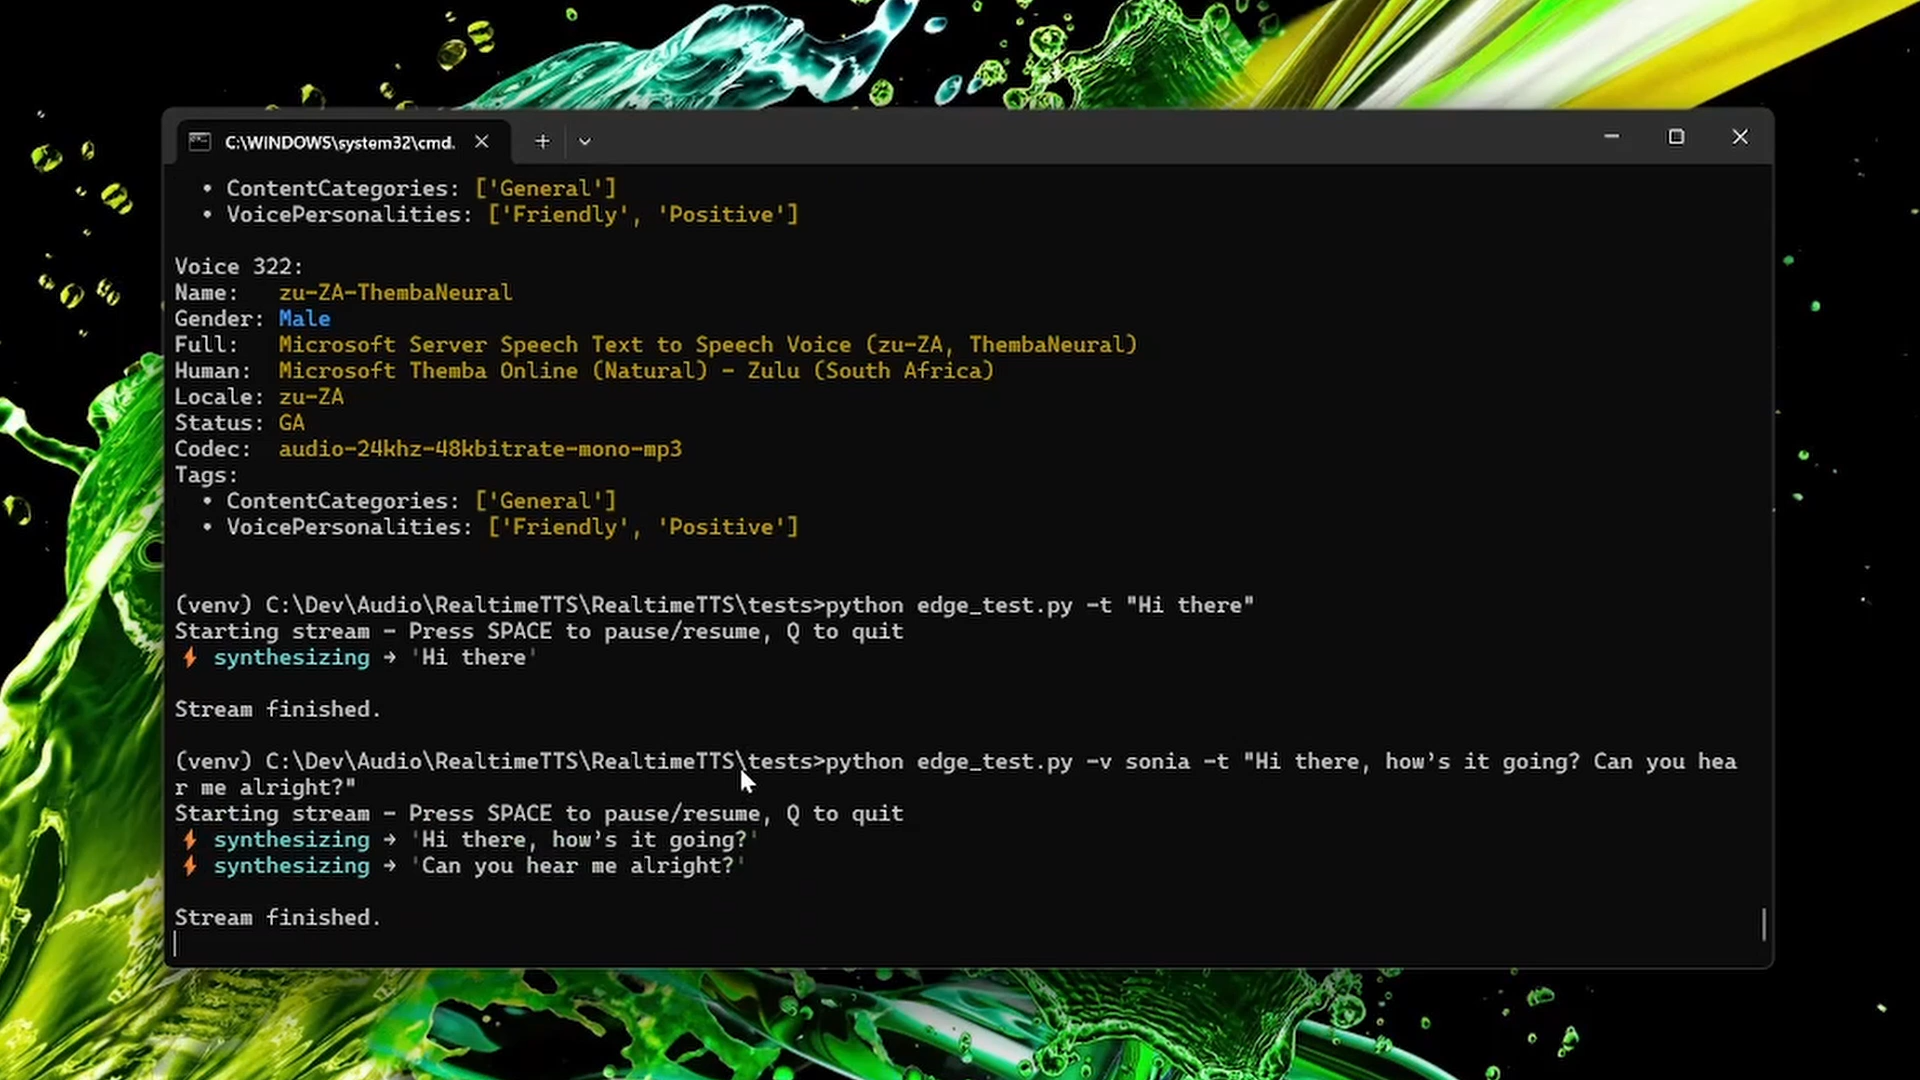 C:\WINDOWS\system32\cmd.
• ContentCategories: ['General']
• VoicePersonalities: ['Friendly', 'Positive']
Voice 322:
Name: zu-ZA-ThembaNeural
Gender: Male
Full: Microsoft Server Speech Text to Speech Voice (zu-ZA, ThembaNeural)
Human: Microsoft Themba Online (Natural) - Zulu (South Africa)
Locale: zu-ZA
Status: GA
Codec: audio-24khz-48kbitrate-mono-mp3
Tags:
• ContentCategories: ['General']
• VoicePersonalities: ['Friendly', 'Positive']
(venv) C:\Dev\Audio\RealtimeTTS\RealtimeTTS\tests>python edge_test.py -t "Hi there"
Starting stream – Press SPACE to pause/resume, Q to quit
⚡ synthesizing → 'Hi there'
Stream finished.
(venv) C:\Dev\Audio\RealtimeTTS\RealtimeTTS\tests>python edge_test.py -v sonia -t "Hi there, how’s it going? Can you hea
r me alright?"
Starting stream – Press SPACE to pause/resume, Q to quit
⚡ synthesizing → 'Hi there, how’s it going?'
⚡ synthesizing → 'Can you hear me alright?'
Stream finished.